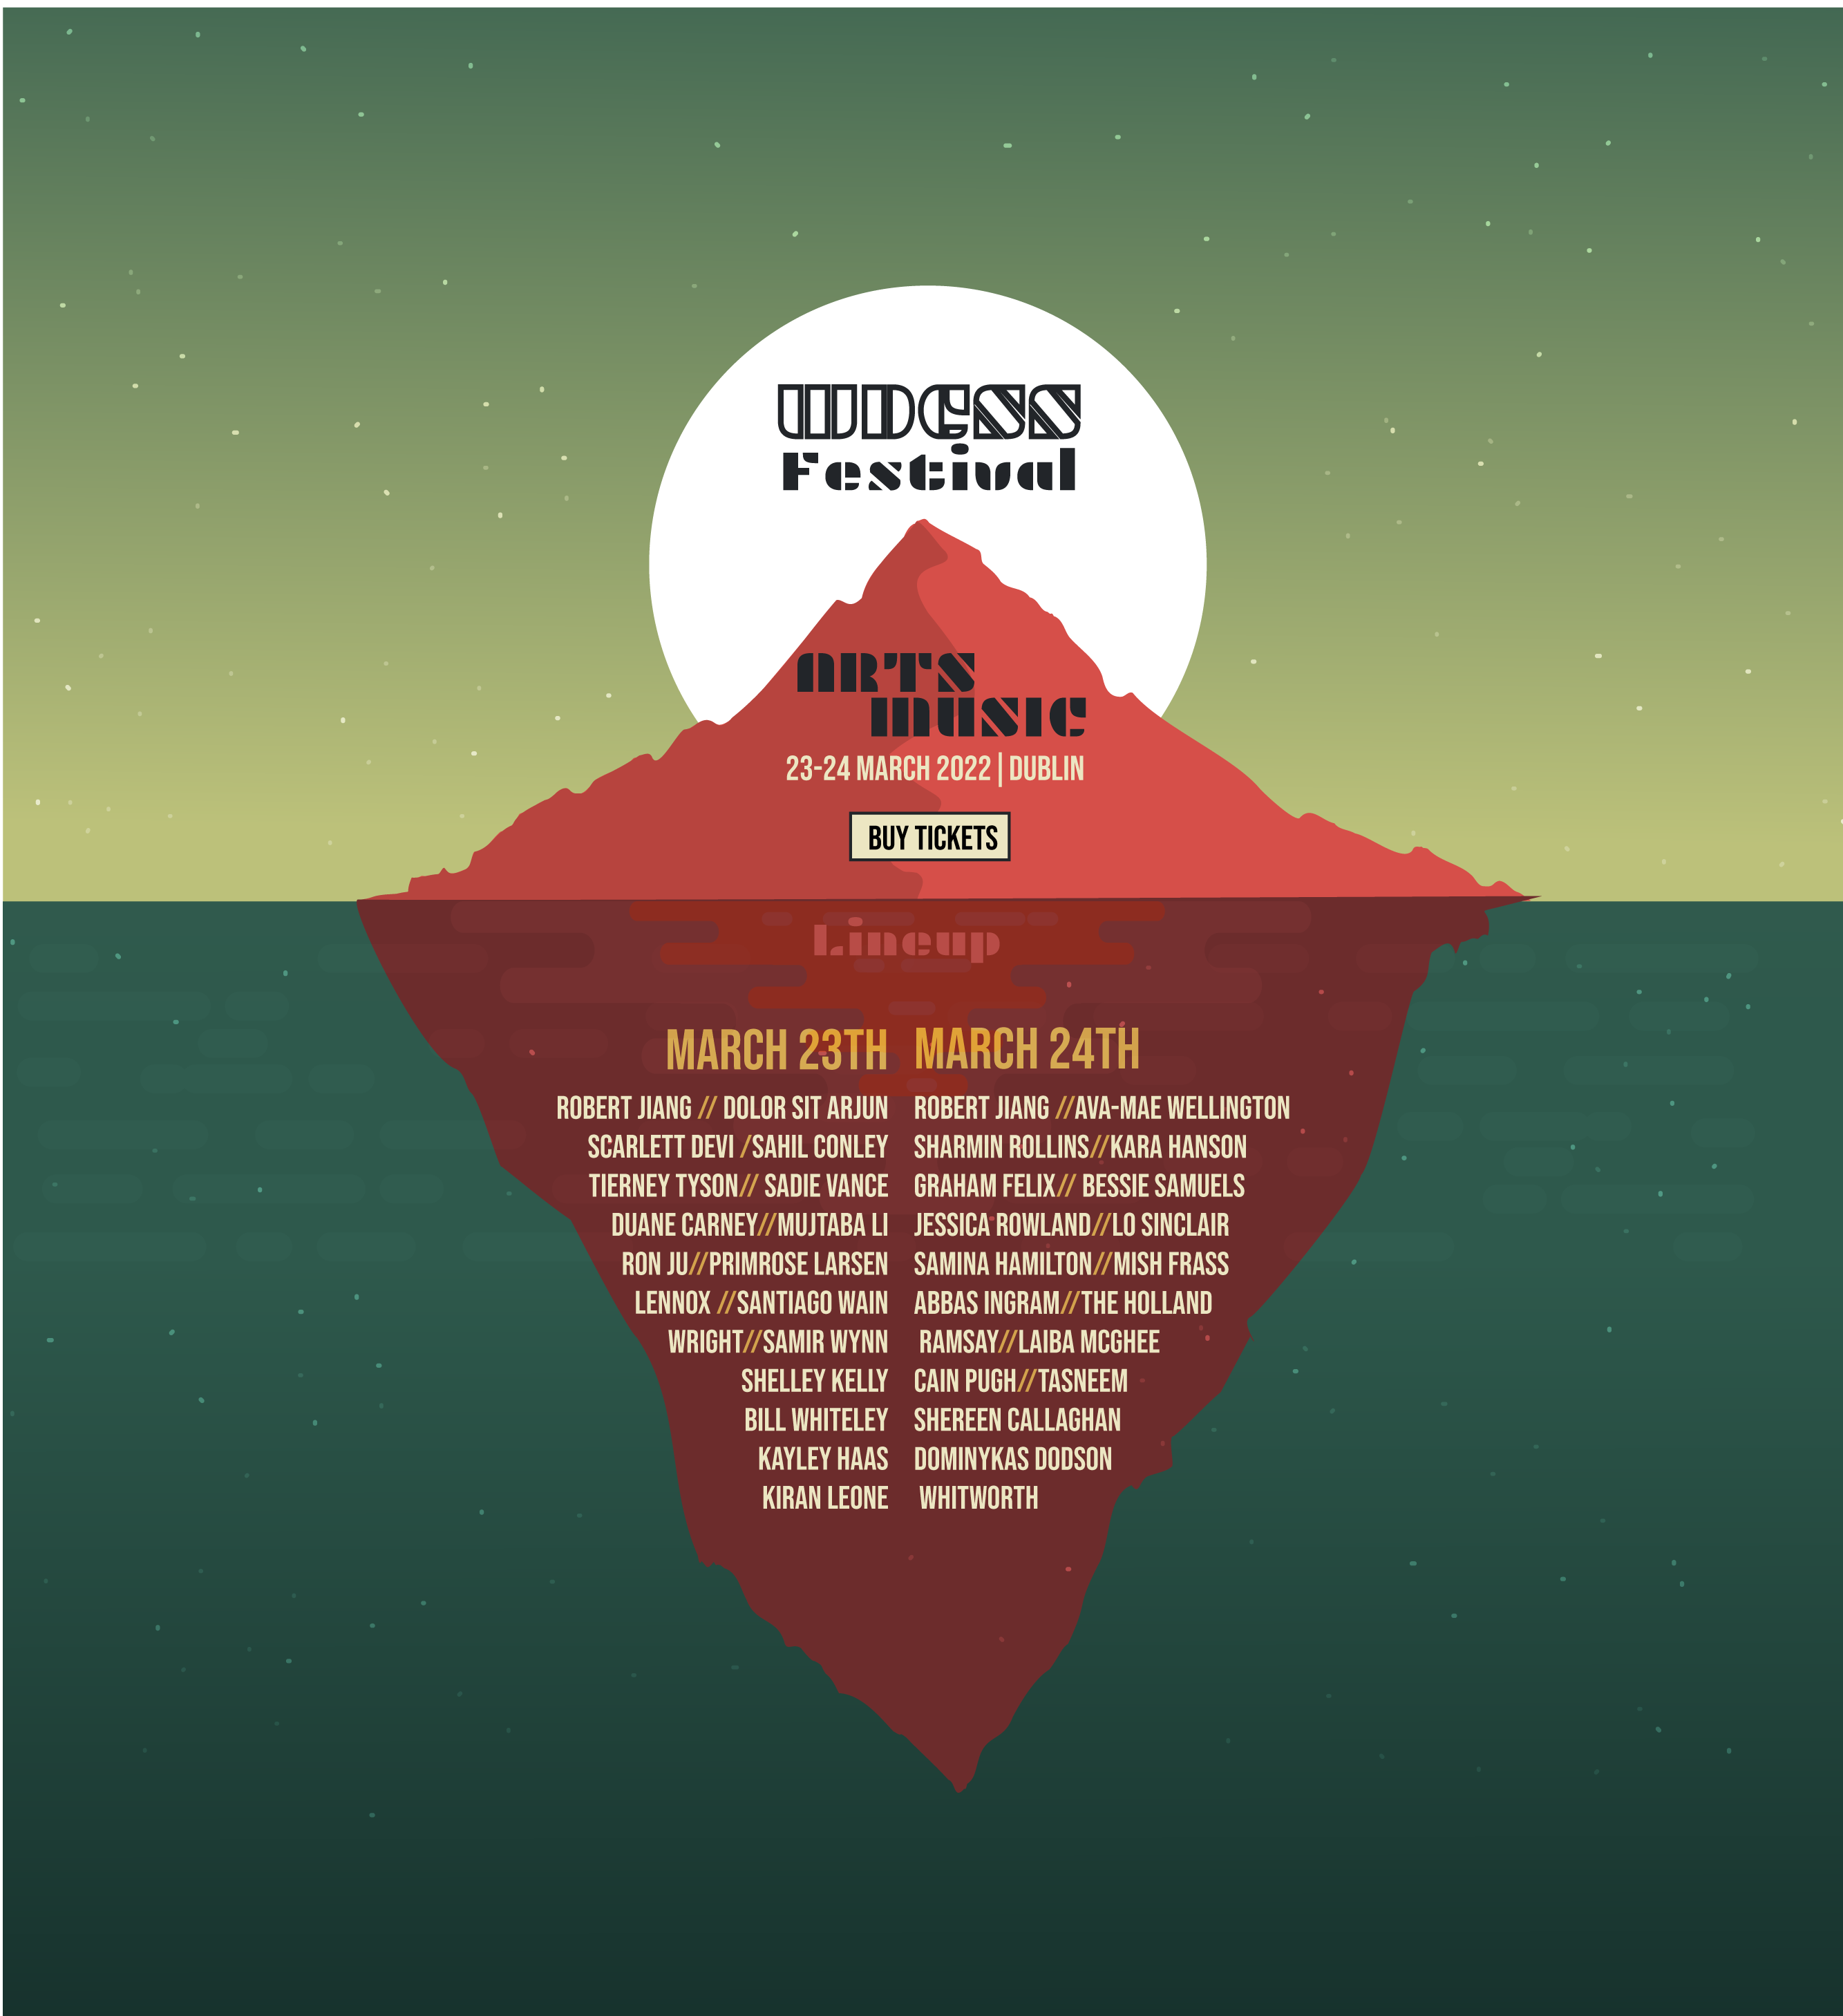 WDESS
Festival
ARTS
MUSIC
23-24 MARCH 2022 | DUBLIN
BUY TICKETS
Lineup
MARCH 23TH
ROBERT JIANG // DOLOR SIT ARJUN
SCARLETT DEVI /SAHIL CONLEY
TIERNEY TYSON// SADIE VANCE
DUANE CARNEY//MUJTABA LI
RON JU//PRIMROSE LARSEN
LENNOX //SANTIAGO WAIN
WRIGHT//SAMIR WYNN
SHELLEY KELLY
BILL WHITELEY
KAYLEY HAAS
KIRAN LEONE
MARCH 24TH
ROBERT JIANG //AVA-MAE WELLINGTON
SHARMIN ROLLINS//KARA HANSON
GRAHAM FELIX// BESSIE SAMUELS
JESSICA ROWLAND//LO SINCLAIR
SAMINA HAMILTON//MISH FRASS
ABBAS INGRAM//THE HOLLAND
RAMSAY//LAIBA MCGHEE
CAIN PUGH//TASNEEM
SHEREEN CALLAGHAN
DOMINYKAS DODSON
WHITWORTH